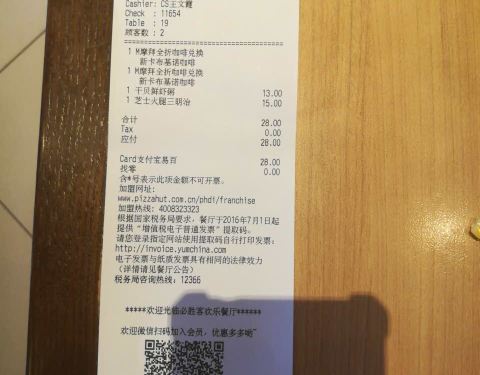 Cashier: CS王文霞
Check : 11654
Table : 19
顾客数 : 2
1 M摩拜全折咖啡兑换
新卡布基诺咖啡
1 M摩拜全折咖啡兑换
新卡布基诺咖啡
1 干贝鲜虾粥 13.00
1 芝士火腿三明治 15.00
合计 28.00
Tax 0.00
应付 28.00
Card支付宝易百 28.00
找零 0.00
含*号表示此项金额不可开票。
加盟网址:
www.pizzahut.com.cn/phdi/franchise
加盟热线: 4008323323
根据国家税务局要求, 餐厅于2016年7月1日起
提供"增值税电子普通发票"提取码。
请您登录指定网站使用提取码自行打印发票:
http://invoice.yumchina.com
电子发票与纸质发票具有相同的法律效力
(详情请见餐厅公告)
税务局咨询热线: 12366
*****欢迎光临必胜客欢乐餐厅******
欢迎微信扫码加入会员, 优惠多多哟~